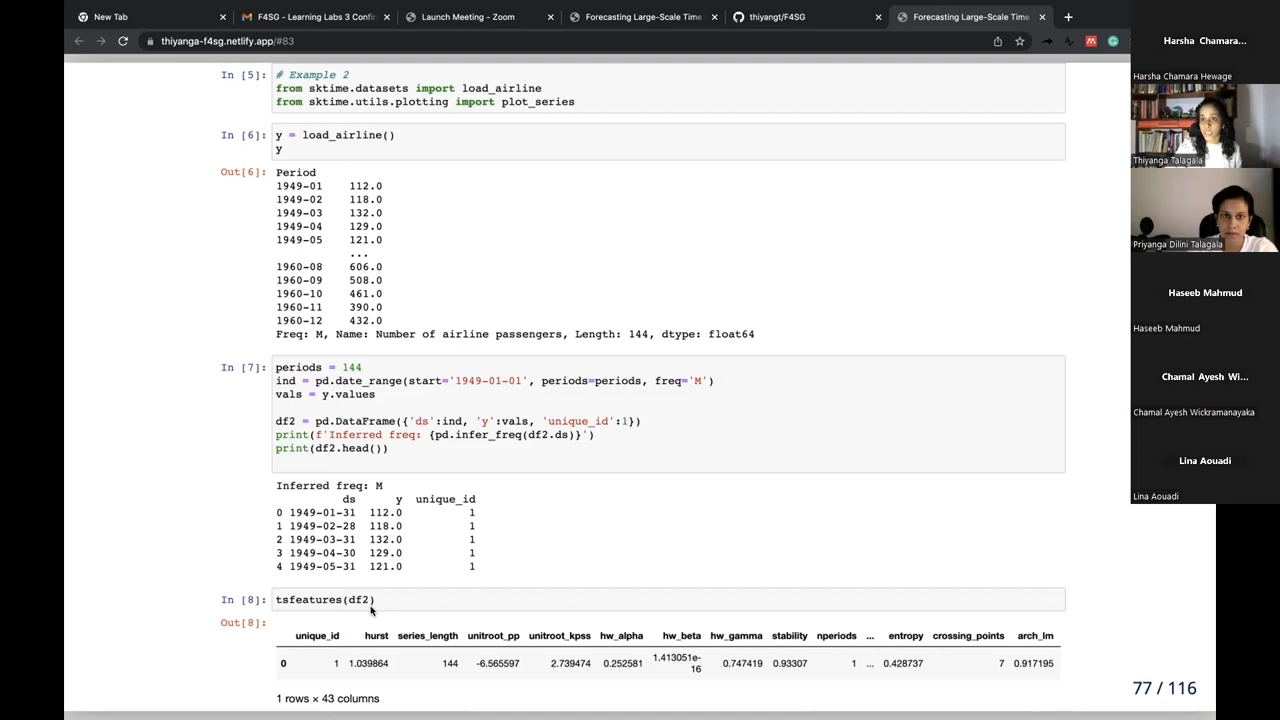 New Tab
F4SG - Learning Labs 3 Confir
Launch Meeting - Zoom
Forecasting Large-Scale Time
thiyangt/F4SG
Forecasting Large-Scale Time
thiyanga-f4sg.netlify.app/#83
In [5]: # Example 2
from sktime.datasets import load_airline
from sktime.utils.plotting import plot_series
In [6]: y = load_airline()
y
Out[6]: Period
1949-01 112.0
1949-02 118.0
1949-03 132.0
1949-04 129.0
1949-05 121.0
...
1960-08 606.0
1960-09 508.0
1960-10 461.0
1960-11 390.0
1960-12 432.0
Freq: M, Name: Number of airline passengers, Length: 144, dtype: float64
In [7]: periods = 144
ind = pd.date_range(start='1949-01-01', periods=periods, freq='M')
vals = y.values
df2 = pd.DataFrame({'ds':ind, 'y':vals, 'unique_id':1})
print(f'Inferred freq: {pd.infer_freq(df2.ds)}')
print(df2.head())
Inferred freq: M
ds y unique_id
0 1949-01-31 112.0 1
1 1949-02-28 118.0 1
2 1949-03-31 132.0 1
3 1949-04-30 129.0 1
4 1949-05-31 121.0 1
In [8]: tsfeatures(df2)
Out[8]:
unique_id hurst series_length unitroot_pp unitroot_kpss hw_alpha hw_beta hw_gamma stability nperiods ... entropy crossing_points arch_lm
0 1 1.039864 144 -6.565597 2.739474 0.252581 1.413051e-16 0.747419 0.93307 1 ... 0.428737 7 0.917195
1 rows × 43 columns
77 / 116
Harsha Chamara...
Harsha Chamara Hewage
Thiyanga Talagala
Priyanga Dilini Talagala
Haseeb Mahmud
Haseeb Mahmud
Chamal Ayesh Wi...
Chamal Ayesh Wickramanayaka
Lina Aouadi
Lina Aouadi